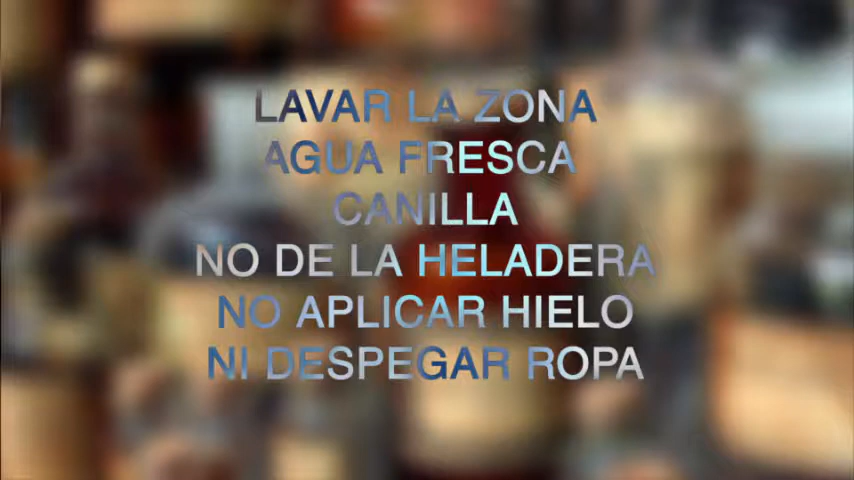 LAVAR LA ZONA
AGUA FRESCA
CANILLA
NO DE LA HELADERA
NO APLICAR HIELO
NI DESPEGAR ROPA